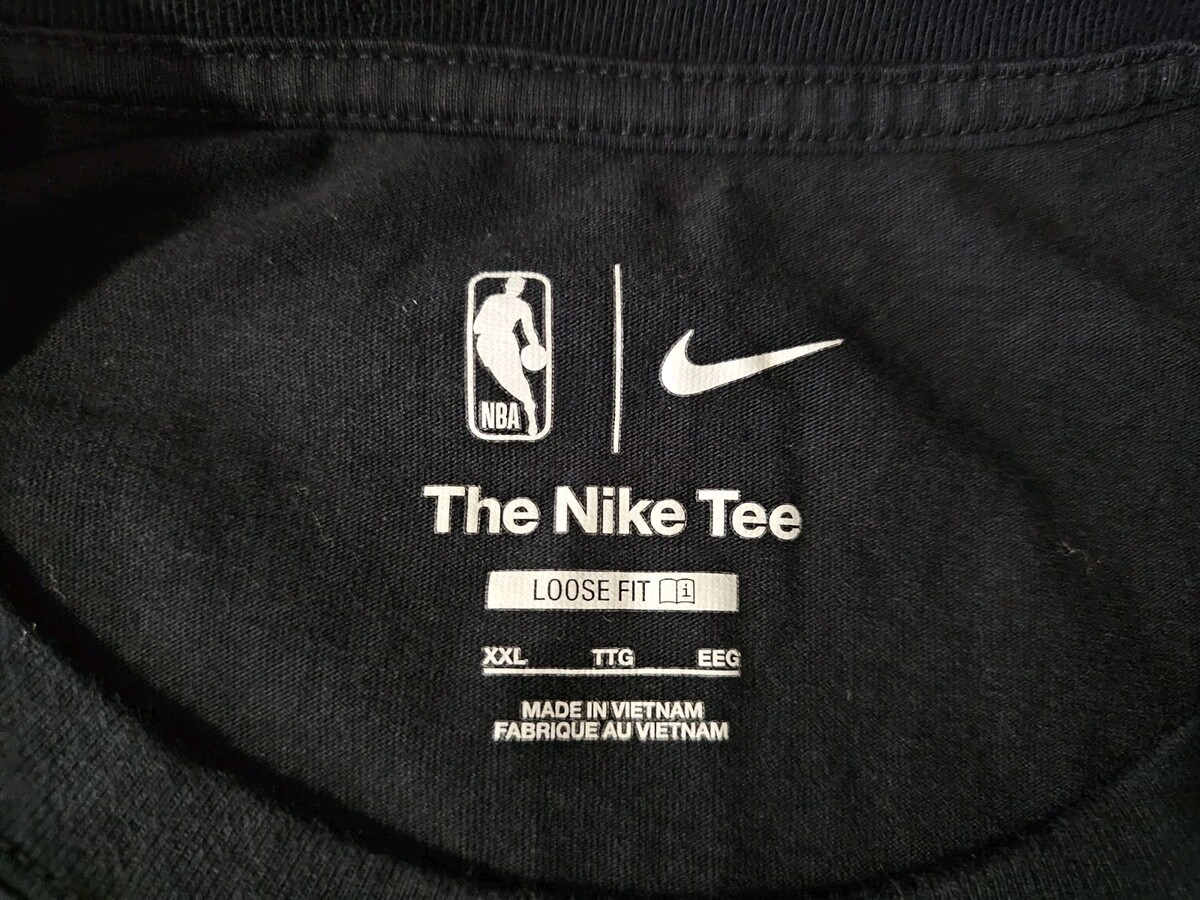 NBA
The Nike Tee
LOOSE FIT i
XXL TTG EEG
MADE IN VIETNAM
FABRIQUE AU VIETNAM